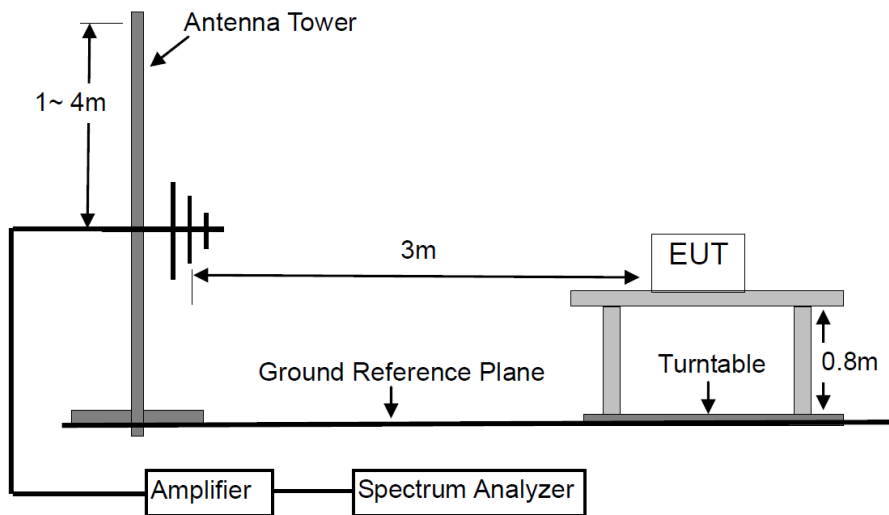 Antenna Tower
1~ 4m
3m
EUT
Ground Reference Plane
Turntable
0.8m
Amplifier
Spectrum Analyzer